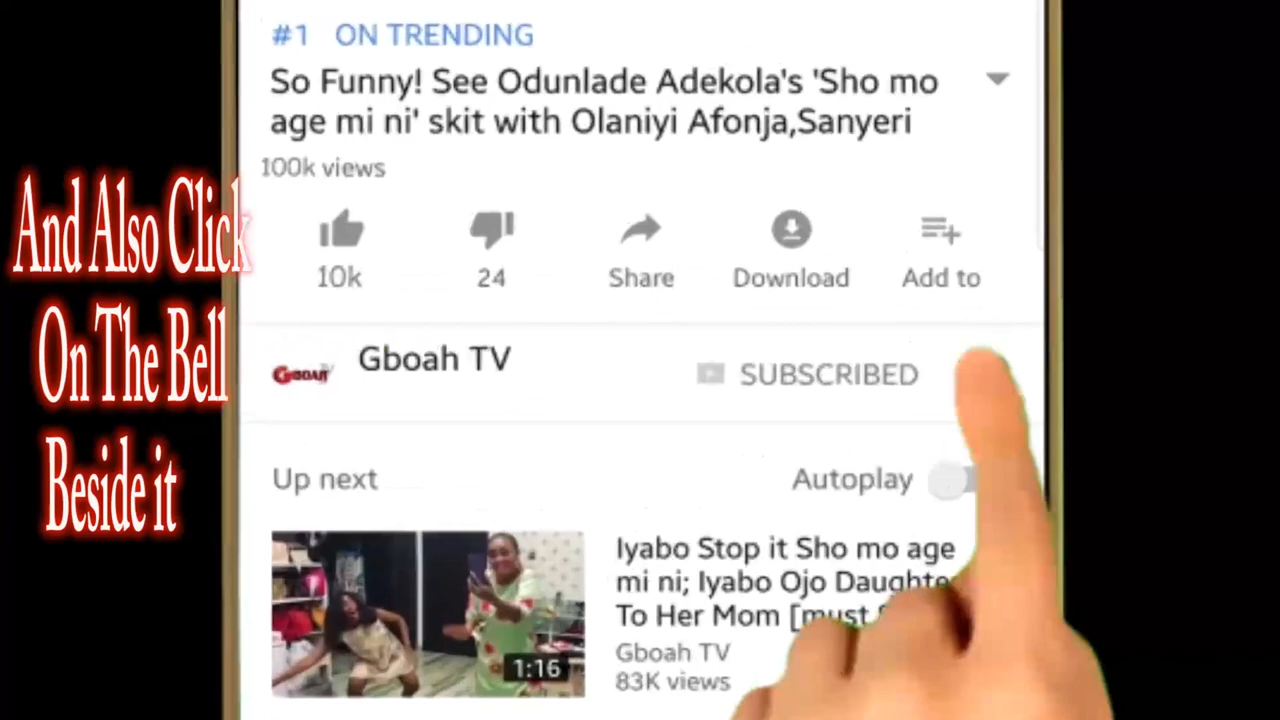 #1 ON TRENDING
So Funny! See Odunlade Adekola's 'Sho mo
age mi ni' skit with Olaniyi Afonja,Sanyeri
100k views
10k
24
Share
Download
Add to
And Also Click
On The Bell
Beside it
GBOAH TV
Gboah TV
SUBSCRIBED
Up next
Autoplay
Iyabo Stop it Sho mo age
mi ni; Iyabo Ojo
To Her Mom [must
Gboah TV
83K views
1:16